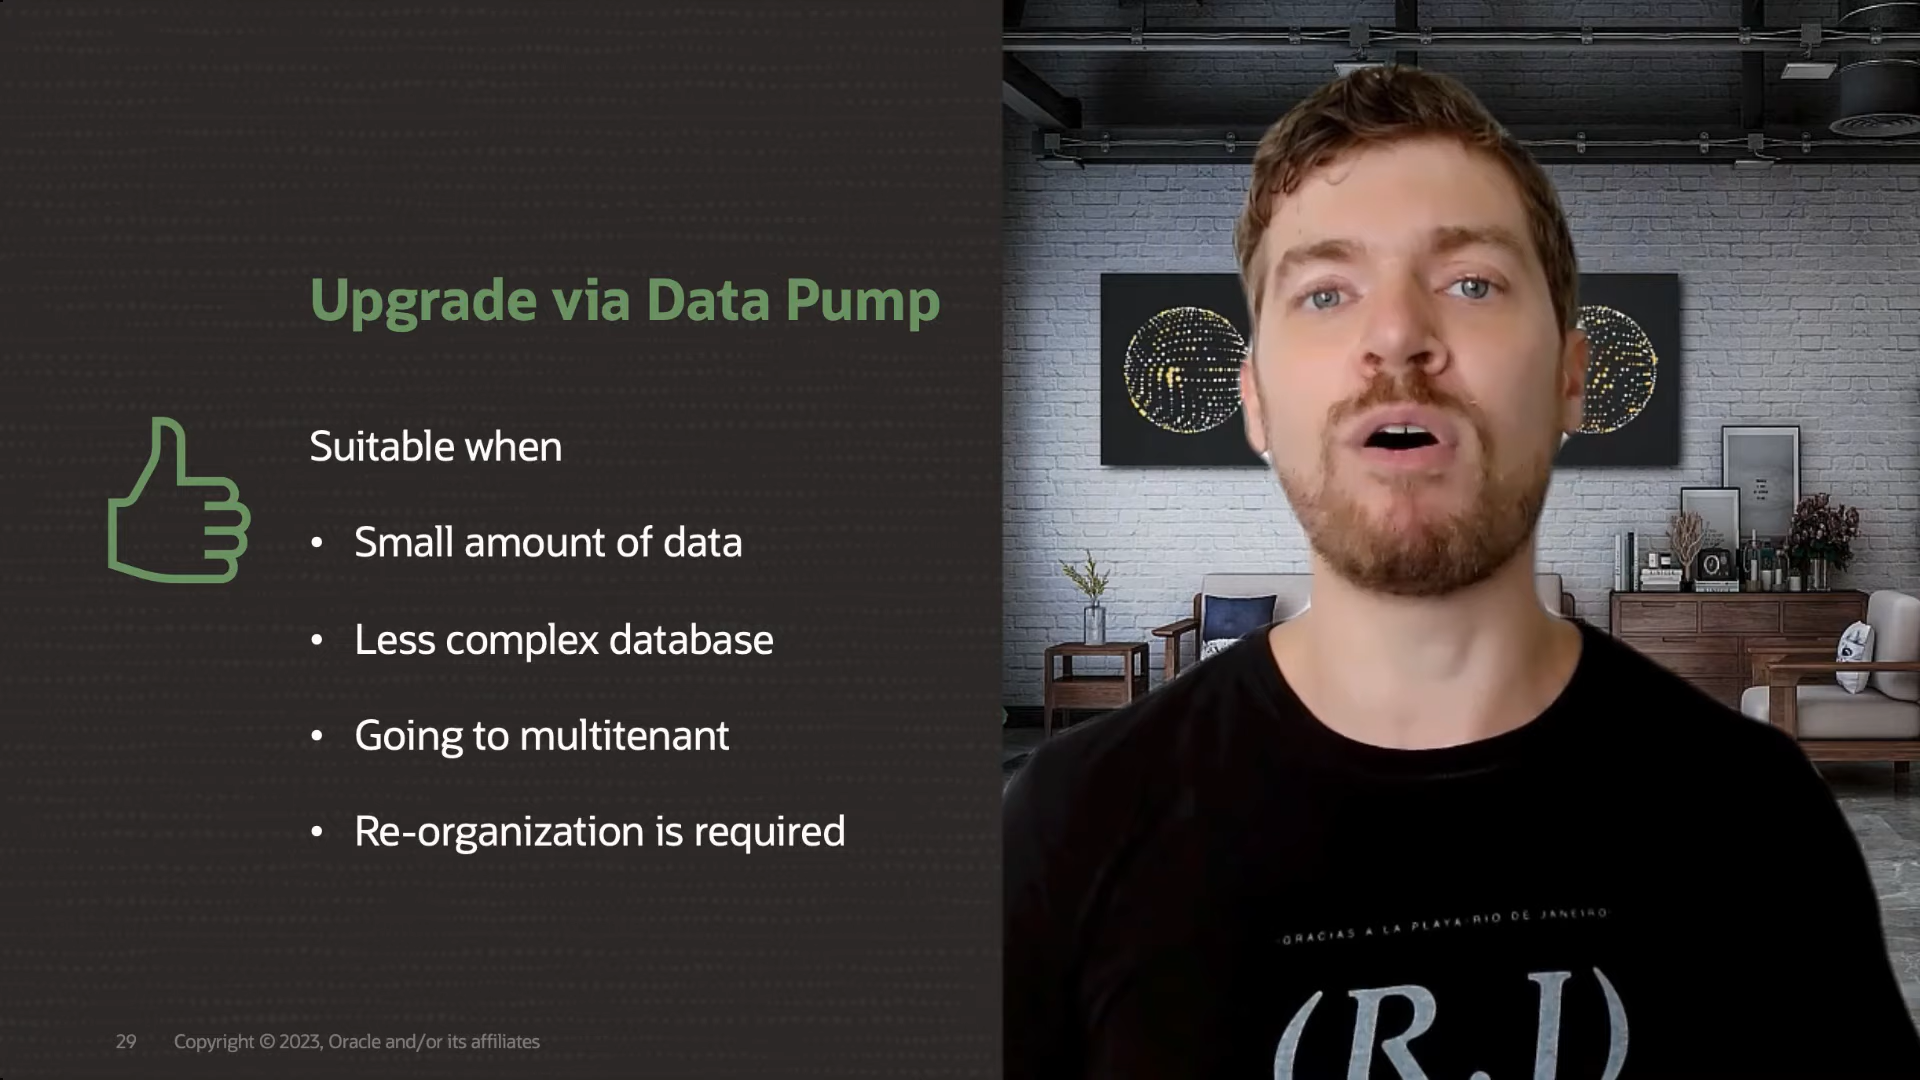 Upgrade via Data Pump
Suitable when
• Small amount of data
• Less complex database
• Going to multitenant
• Re-organization is required
29 Copyright © 2023, Oracle and/or its affiliates
GRACIAS A LA PLAYA RIO DE JANEIRO
(R.J)